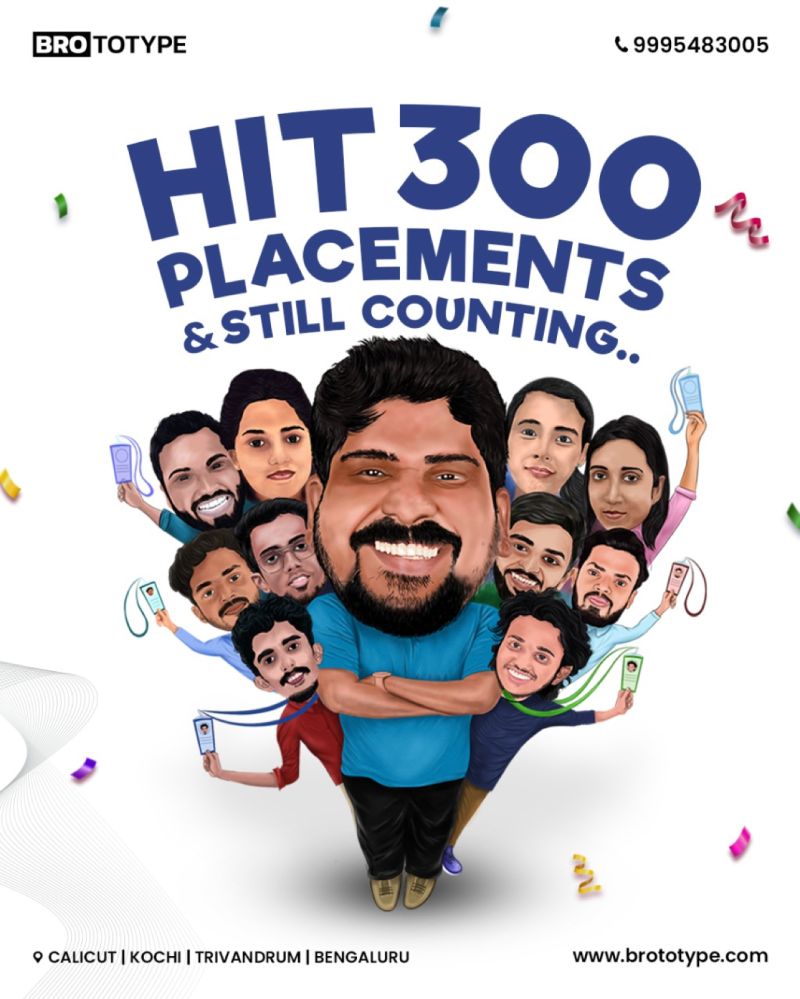 BROTOTYPE
9995483005
HIT 300
PLACEMENTS
& STILL COUNTING..
CALICUT | KOCHI | TRIVANDRUM | BENGALURU
www.brototype.com